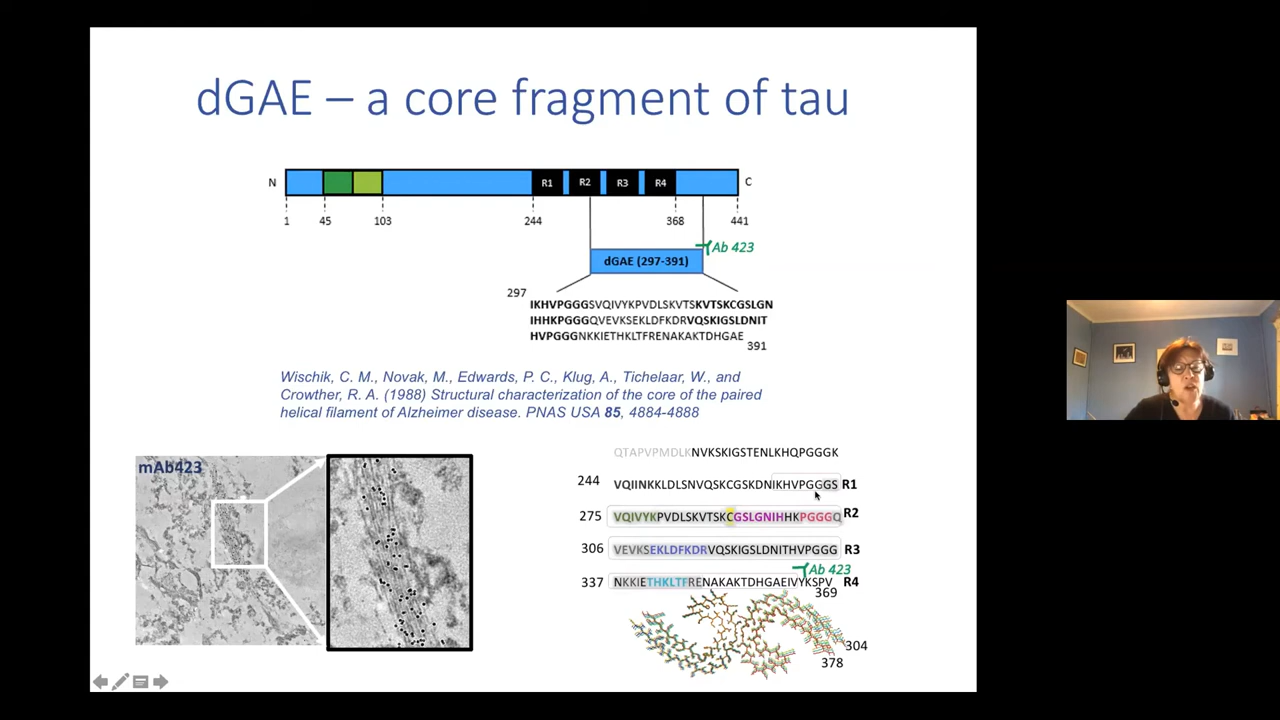 dGAE – a core fragment of tau
N
R1
R2
R3
R4
C
1
45
103
244
368
441
Ab 423
dGAE (297-391)
297
IKHVPGGGSVQIVYKPVDLSKVTSKVTSKCGSLGN
IHHKPGGGQVEVKSEKLDFKDRVQSKIGSLDNIT
HVPGGGNKKIETHKLTFRENAKAKTDHGAE
391
Wischik, C. M., Novak, M., Edwards, P. C., Klug, A., Tichelaar, W., and
Crowther, R. A. (1988) Structural characterization of the core of the paired
helical filament of Alzheimer disease. PNAS USA 85, 4884-4888
mAb423
QTAPVPMDLKNVKSKIGSTENLKHQPGGGK
244 VQIINKKLDLSNVQSKCGSKDNIKHVPGGGS R1
275 VQIVYKPVDLSKVTSKCGSLGNIHHKPGGGQ R2
306 VEVKSEKLDFKDRVQSKIGSLDNITHVPGGG R3
Ab 423
337 NKKIETHKLTFRENAKAKTDHGAEIVYKSPV R4
369
304
378